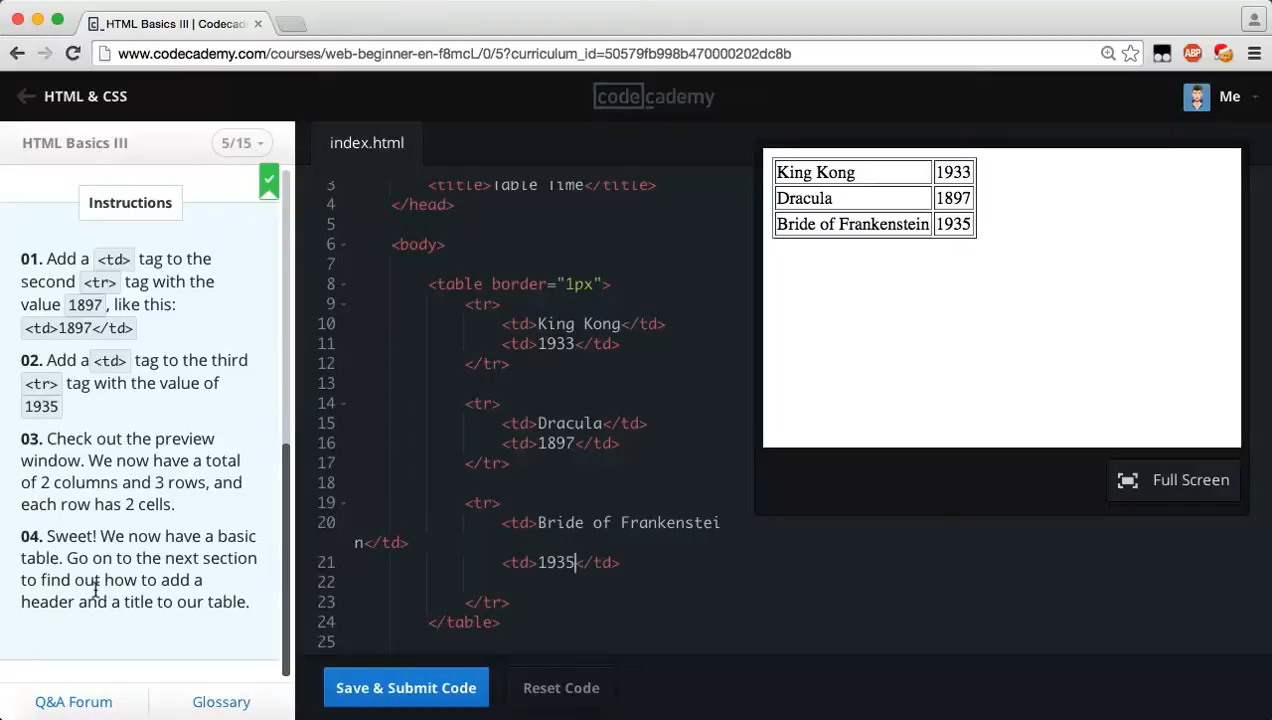 HTML Basics III | Codecad
www.codecademy.com/courses/web-beginner-en-f8mcL/0/5?curriculum_id=50579fb998b470000202dc8b
ABP
HTML & CSS
codecademy
Me
HTML Basics III
5/15
Instructions
01. Add a <td> tag to the
second <tr> tag with the
value 1897, like this:
<td>1897</td>
02. Add a <td> tag to the third
<tr> tag with the value of
1935
03. Check out the preview
window. We now have a total
of 2 columns and 3 rows, and
each row has 2 cells.
04. Sweet! We now have a basic
table. Go on to the next section
to find out how to add a
header and a title to our table.
Q&A Forum
Glossary
index.html
3 <title>Table Time</title>
4 </head>
5
6 <body>
7
8 <table border="1px">
9 <tr>
10 <td>King Kong</td>
11 <td>1933</td>
12 </tr>
13
14 <tr>
15 <td>Dracula</td>
16 <td>1897</td>
17 </tr>
18
19 <tr>
20 <td>Bride of Frankenstei
n</td>
21 <td>1935</td>
22
23 </tr>
24 </table>
25
Save & Submit Code
Reset Code
King Kong 1933
Dracula 1897
Bride of Frankenstein 1935
Full Screen